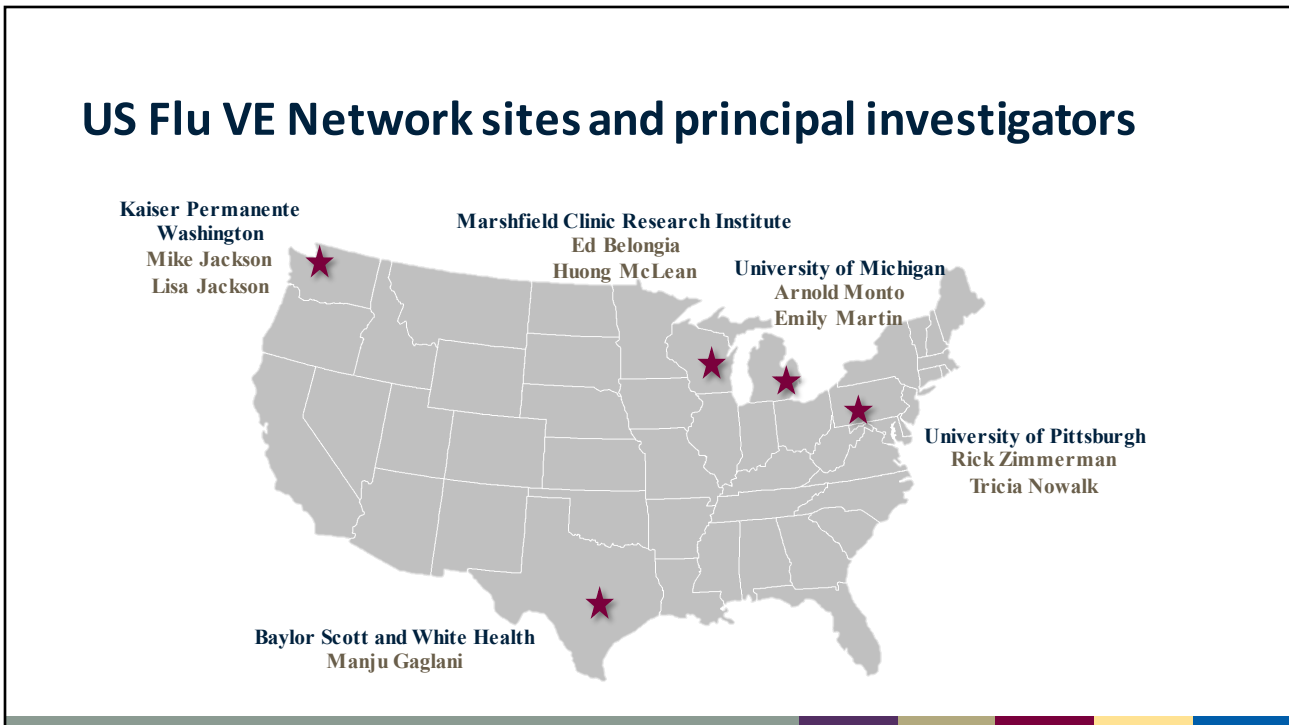 US Flu VE Network sites and principal investigators
Kaiser Permanente
Washington
Mike Jackson
Lisa Jackson
Marshfield Clinic Research Institute
Ed Belongia
Huong McLean
University of Michigan
Arnold Monto
Emily Martin
University of Pittsburgh
Rick Zimmerman
Tricia Nowalk
Baylor Scott and White Health
Manju Gaglani